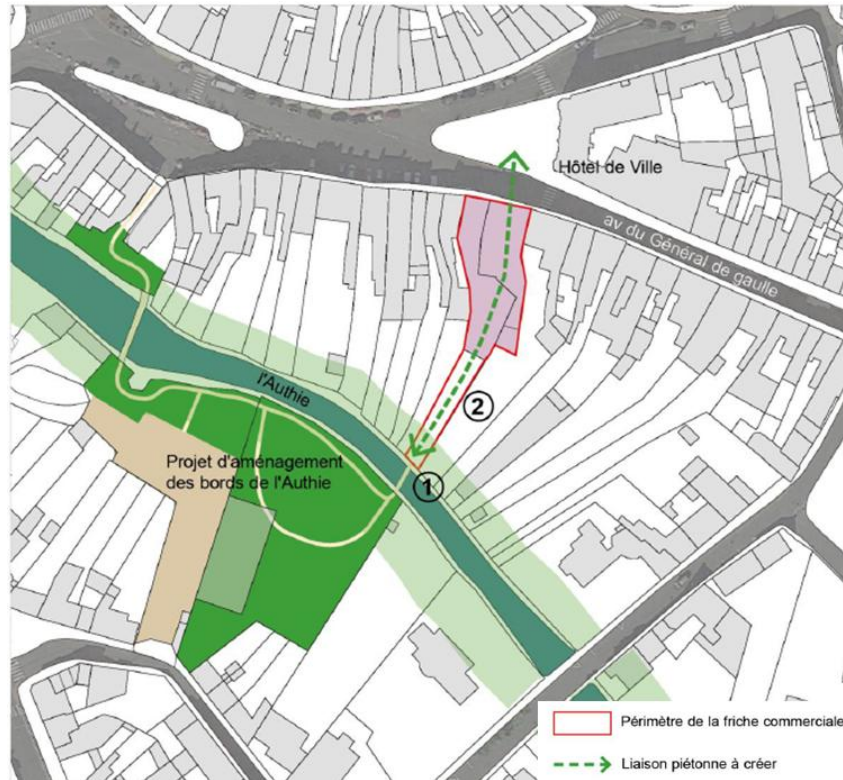 Hôtel de Ville
av du Général de gaulle
l'Authie
②
Projet d'aménagement
des bords de l'Authie
①
Périmètre de la friche commerciale
Liaison piétonne à créer